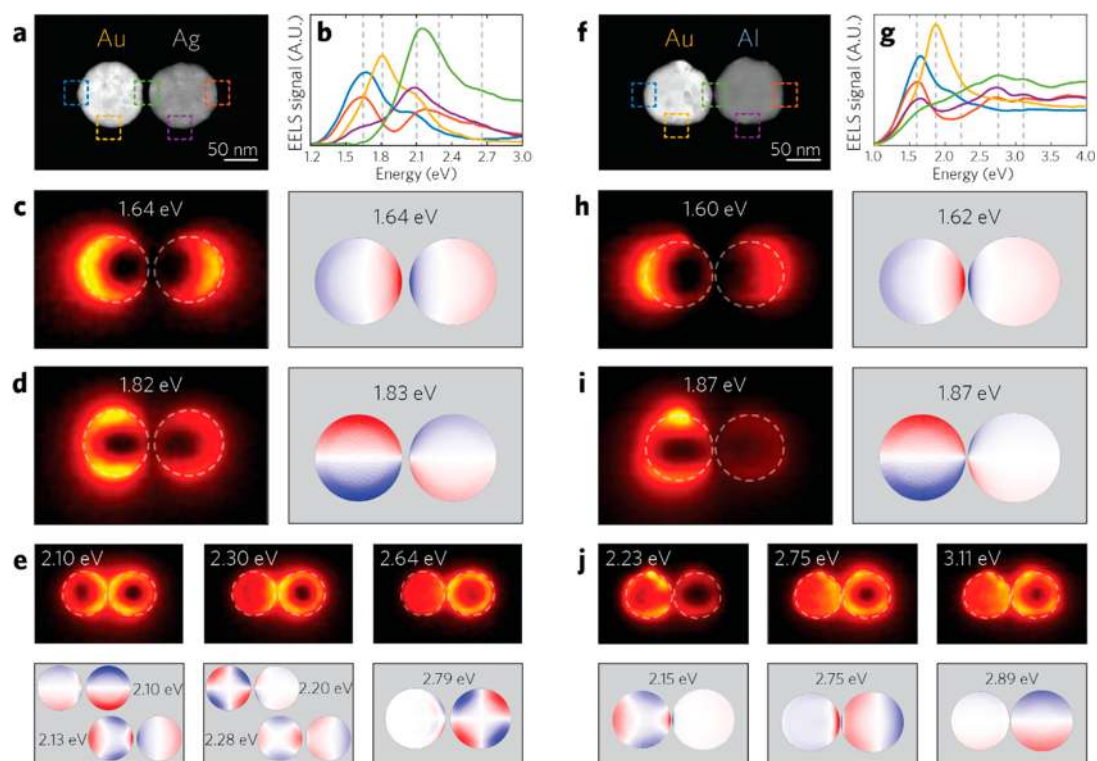 a
Au
Ag
50 nm
b
EELS signal (A.U.)
1.2
1.5
1.8
2.1
2.4
2.7
3.0
Energy (eV)
f
Au
Al
50 nm
g
EELS signal (A.U.)
1.0
1.5
2.0
2.5
3.0
3.5
4.0
Energy (eV)
c
1.64 eV
1.64 eV
h
1.60 eV
1.62 eV
d
1.82 eV
1.83 eV
i
1.87 eV
1.87 eV
e
2.10 eV
2.30 eV
2.64 eV
j
2.23 eV
2.75 eV
3.11 eV
2.10 eV
2.13 eV
2.20 eV
2.28 eV
2.79 eV
2.15 eV
2.75 eV
2.89 eV